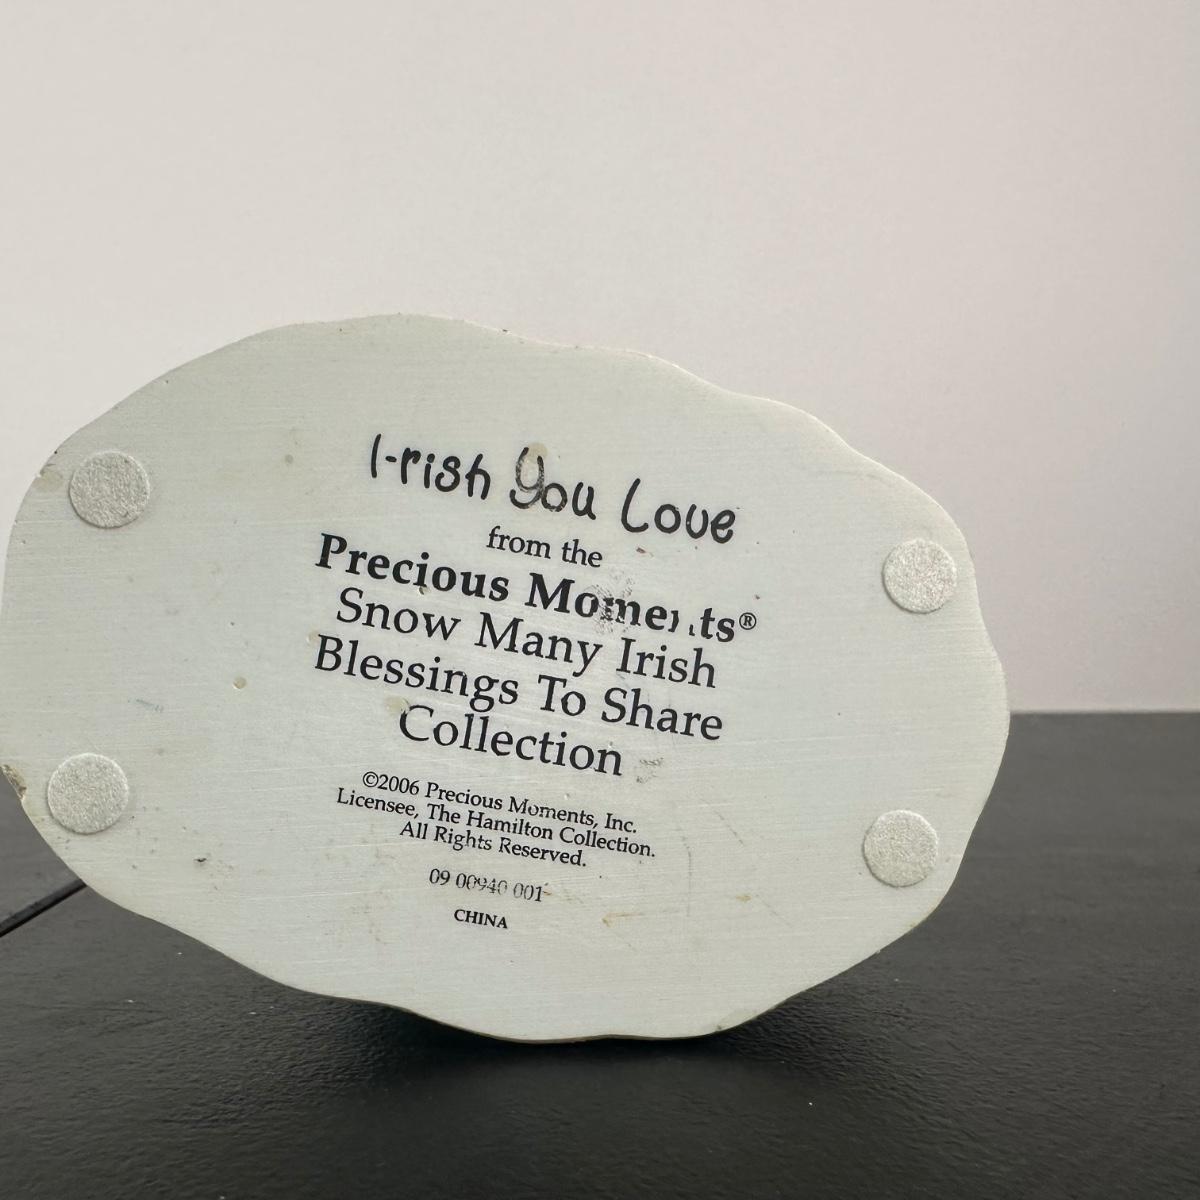 I-rish You Love
from the
Precious Moments®
Snow Many Irish
Blessings To Share
Collection
©2006 Precious Moments, Inc.
Licensee, The Hamilton Collection.
All Rights Reserved.
09 00940 001
CHINA